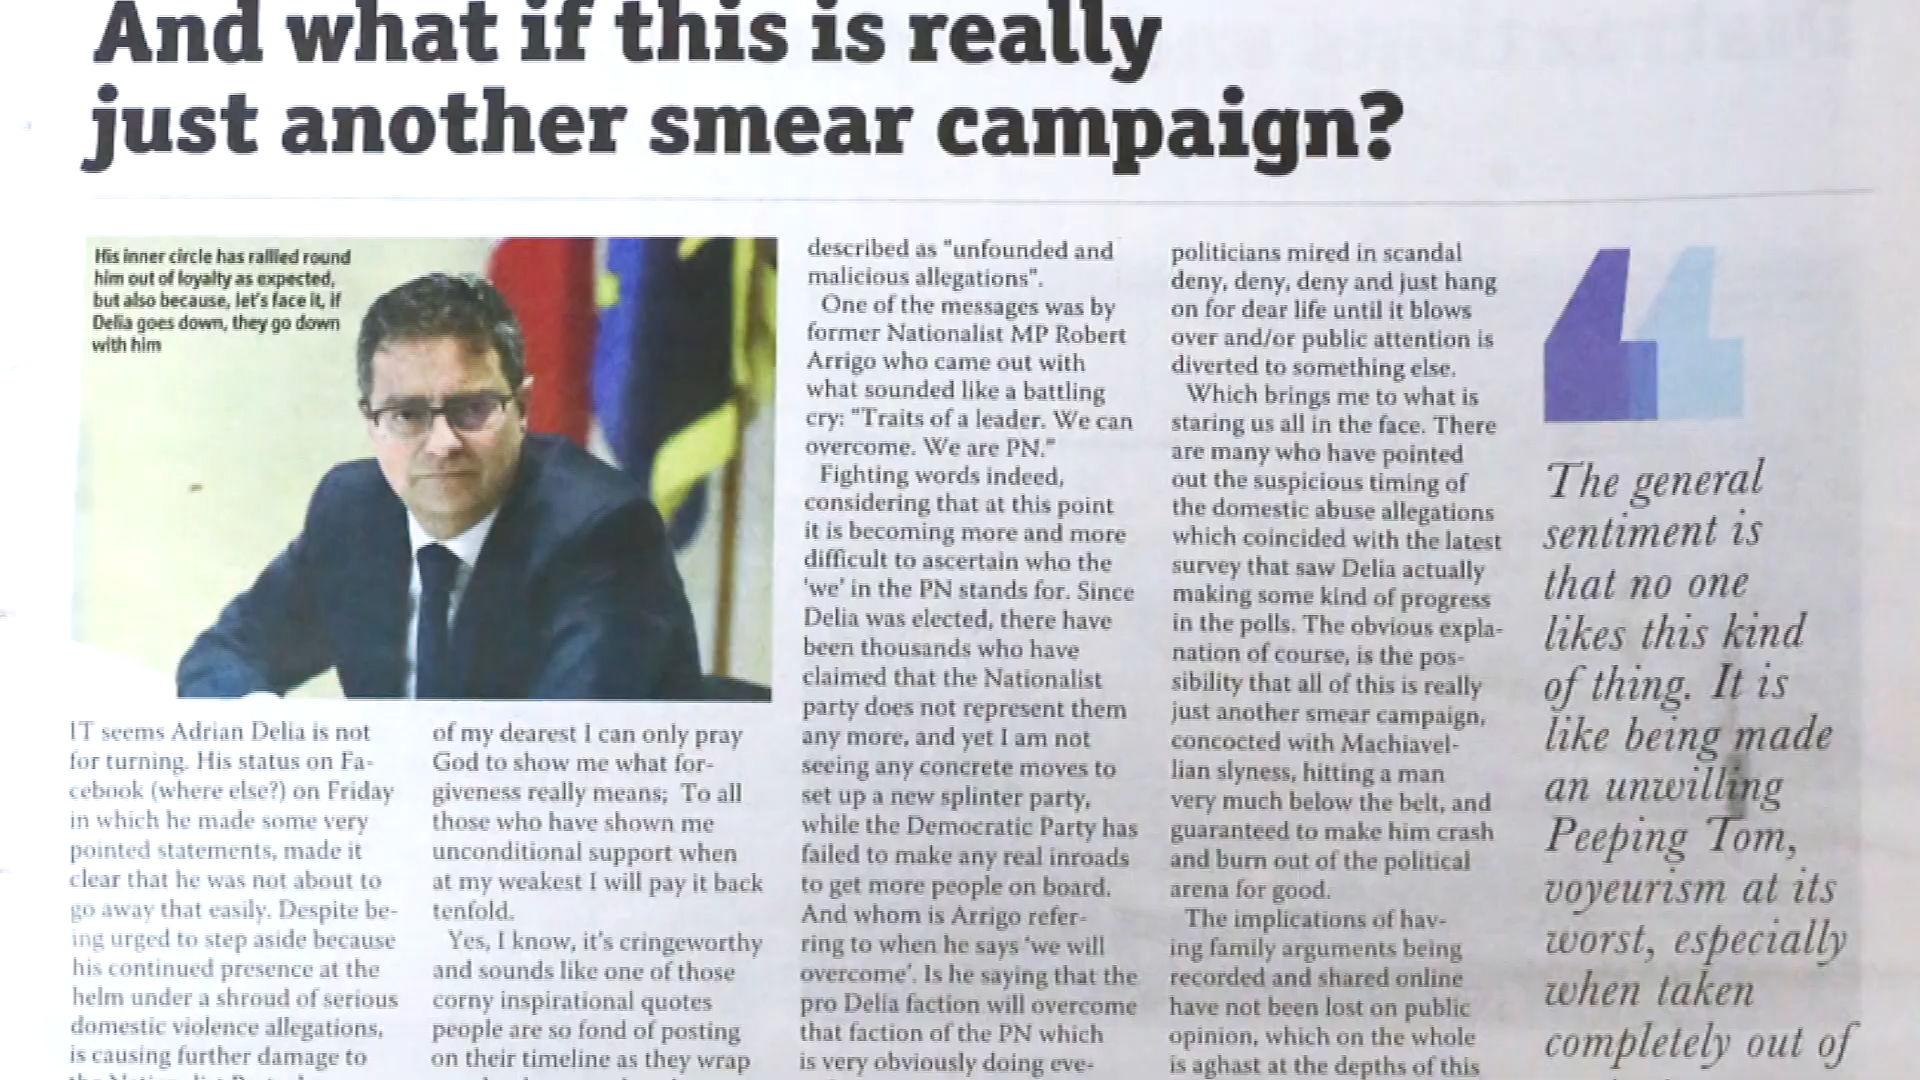 And what if this is really
just another smear campaign?
His inner circle has rallied round
him out of loyalty as expected,
but also because, let's face it, if
Delia goes down, they go down
with him
IT seems Adrian Delia is not
for turning. His status on Fa-
cebook (where else?) on Friday
in which he made some very
pointed statements, made it
clear that he was not about to
go away that easily. Despite be-
ing urged to step aside because
his continued presence at the
helm under a shroud of serious
domestic violence allegations,
is causing further damage to
of my dearest I can only pray
God to show me what for-
giveness really means; To all
those who have shown me
unconditional support when
at my weakest I will pay it back
tenfold.
Yes, I know, it's cringeworthy
and sounds like one of those
corny inspirational quotes
people are so fond of posting
on their timeline as they wrap
described as "unfounded and
malicious allegations".
One of the messages was by
former Nationalist MP Robert
Arrigo who came out with
what sounded like a battling
cry: "Traits of a leader. We can
overcome. We are PN."
Fighting words indeed,
considering that at this point
it is becoming more and more
difficult to ascertain who the
'we' in the PN stands for. Since
Delia was elected, there have
been thousands who have
claimed that the Nationalist
party does not represent them
any more, and yet I am not
seeing any concrete moves to
set up a new splinter party,
while the Democratic Party has
failed to make any real inroads
to get more people on board.
And whom is Arrigo refer-
ring to when he says 'we will
overcome'. Is he saying that the
pro Delia faction will overcome
that faction of the PN which
is very obviously doing eve-
politicians mired in scandal
deny, deny, deny and just hang
on for dear life until it blows
over and/or public attention is
diverted to something else.
Which brings me to what is
staring us all in the face. There
are many who have pointed
out the suspicious timing of
the domestic abuse allegations
which coincided with the latest
survey that saw Delia actually
making some kind of progress
in the polls. The obvious expla-
nation of course, is the pos-
sibility that all of this is really
just another smear campaign,
concocted with Machiavel-
lian slyness, hitting a man
very much below the belt, and
guaranteed to make him crash
and burn out of the political
arena for good.
The implications of hav-
ing family arguments being
recorded and shared online
have not been lost on public
opinion, which on the whole
is aghast at the depths of this
The general
sentiment is
that no one
likes this kind
of thing. It is
like being made
an unwilling
Peeping Tom,
voyeurism at its
worst, especially
when taken
completely out of